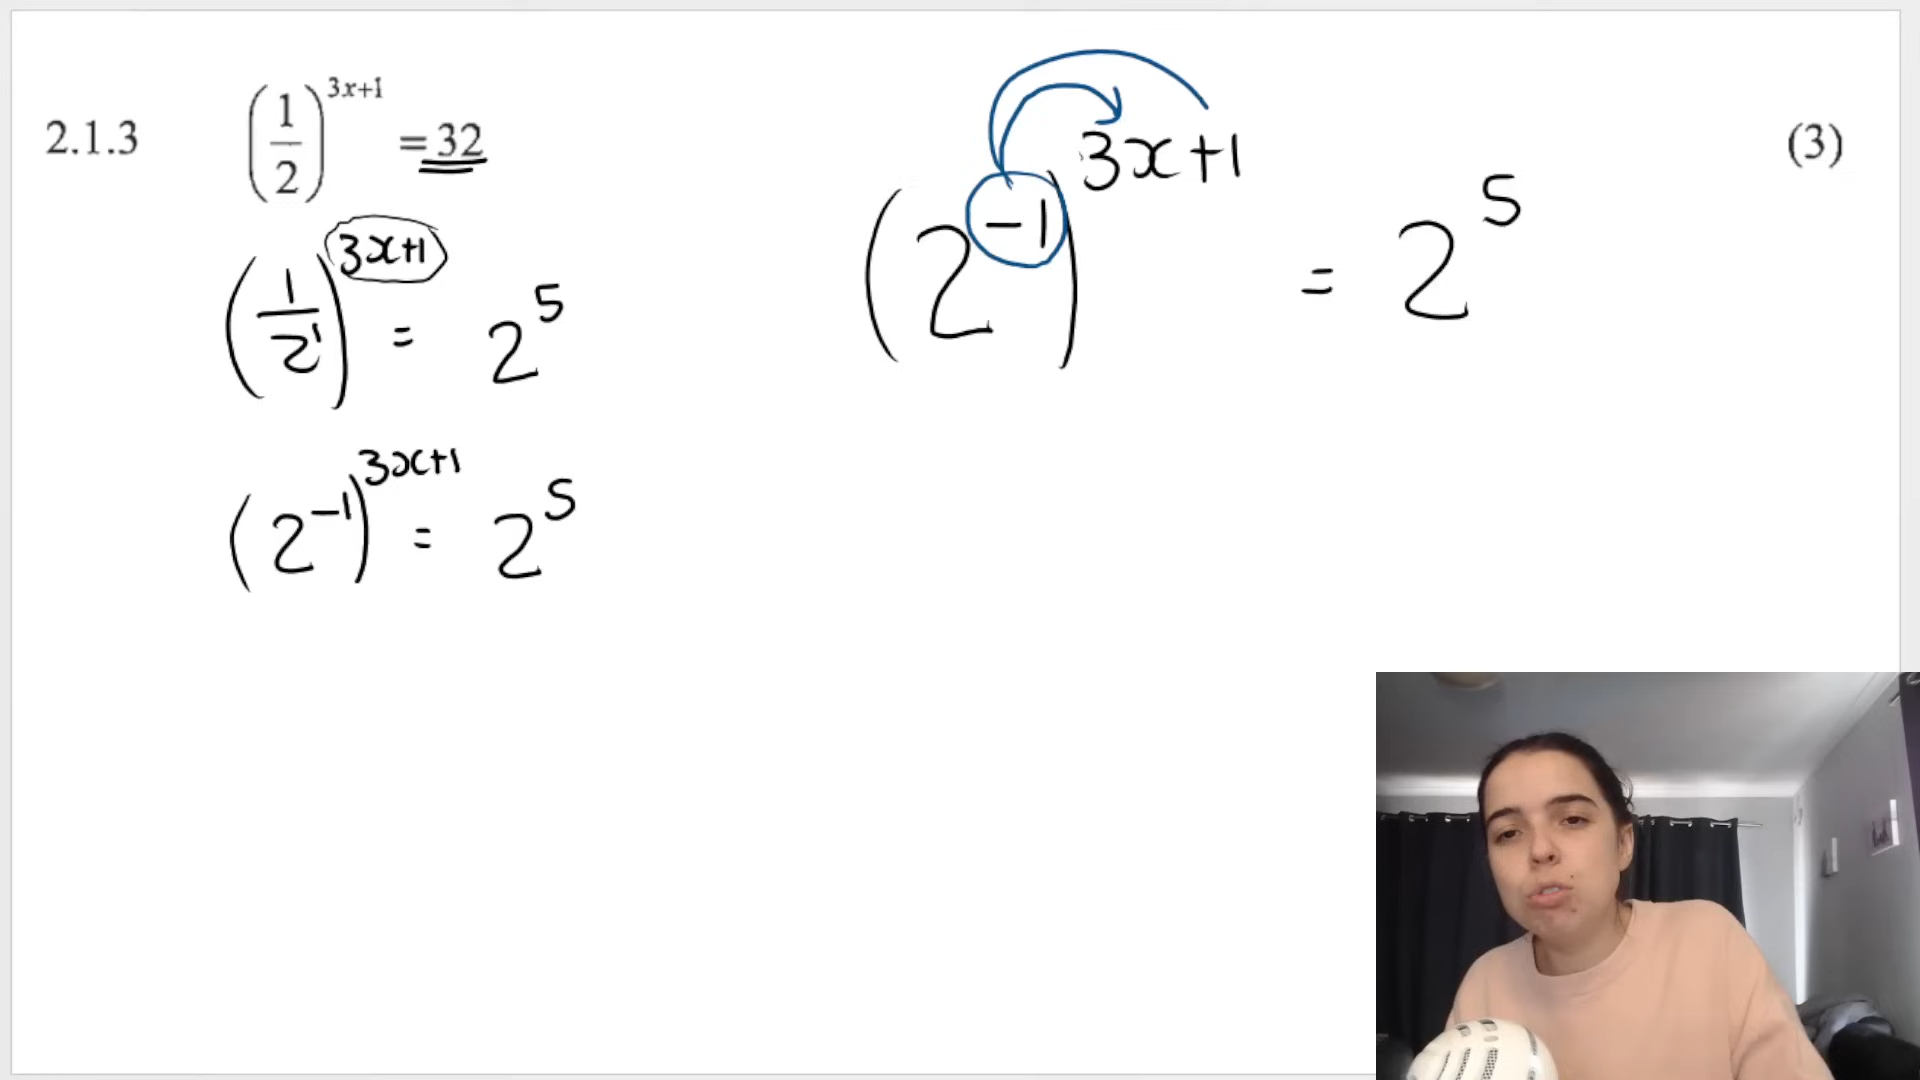 2.1.3 (1/2)^(3x+1) = 32 (3)
(1/2^1)^(3x+1) = 2^5
(2^-1)^(3x+1) = 2^5
(2^-1)^(3x+1) = 2^5